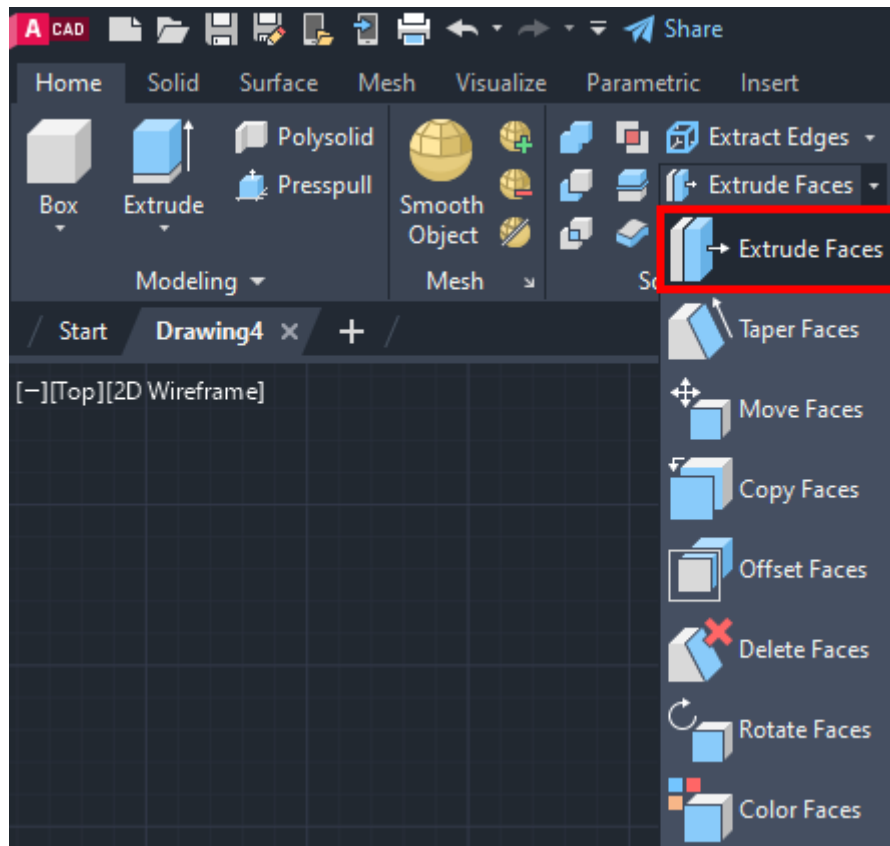 A CAD Share
Home Solid Surface Mesh Visualize Parametric Insert
Polysolid
Extract Edges
Presspull
Extrude Faces
Box Extrude Smooth
Object
Extrude Faces
Modeling Mesh
Start Drawing4
Taper Faces
[−][Top][2D Wireframe]
Move Faces
Copy Faces
Offset Faces
Delete Faces
Rotate Faces
Color Faces